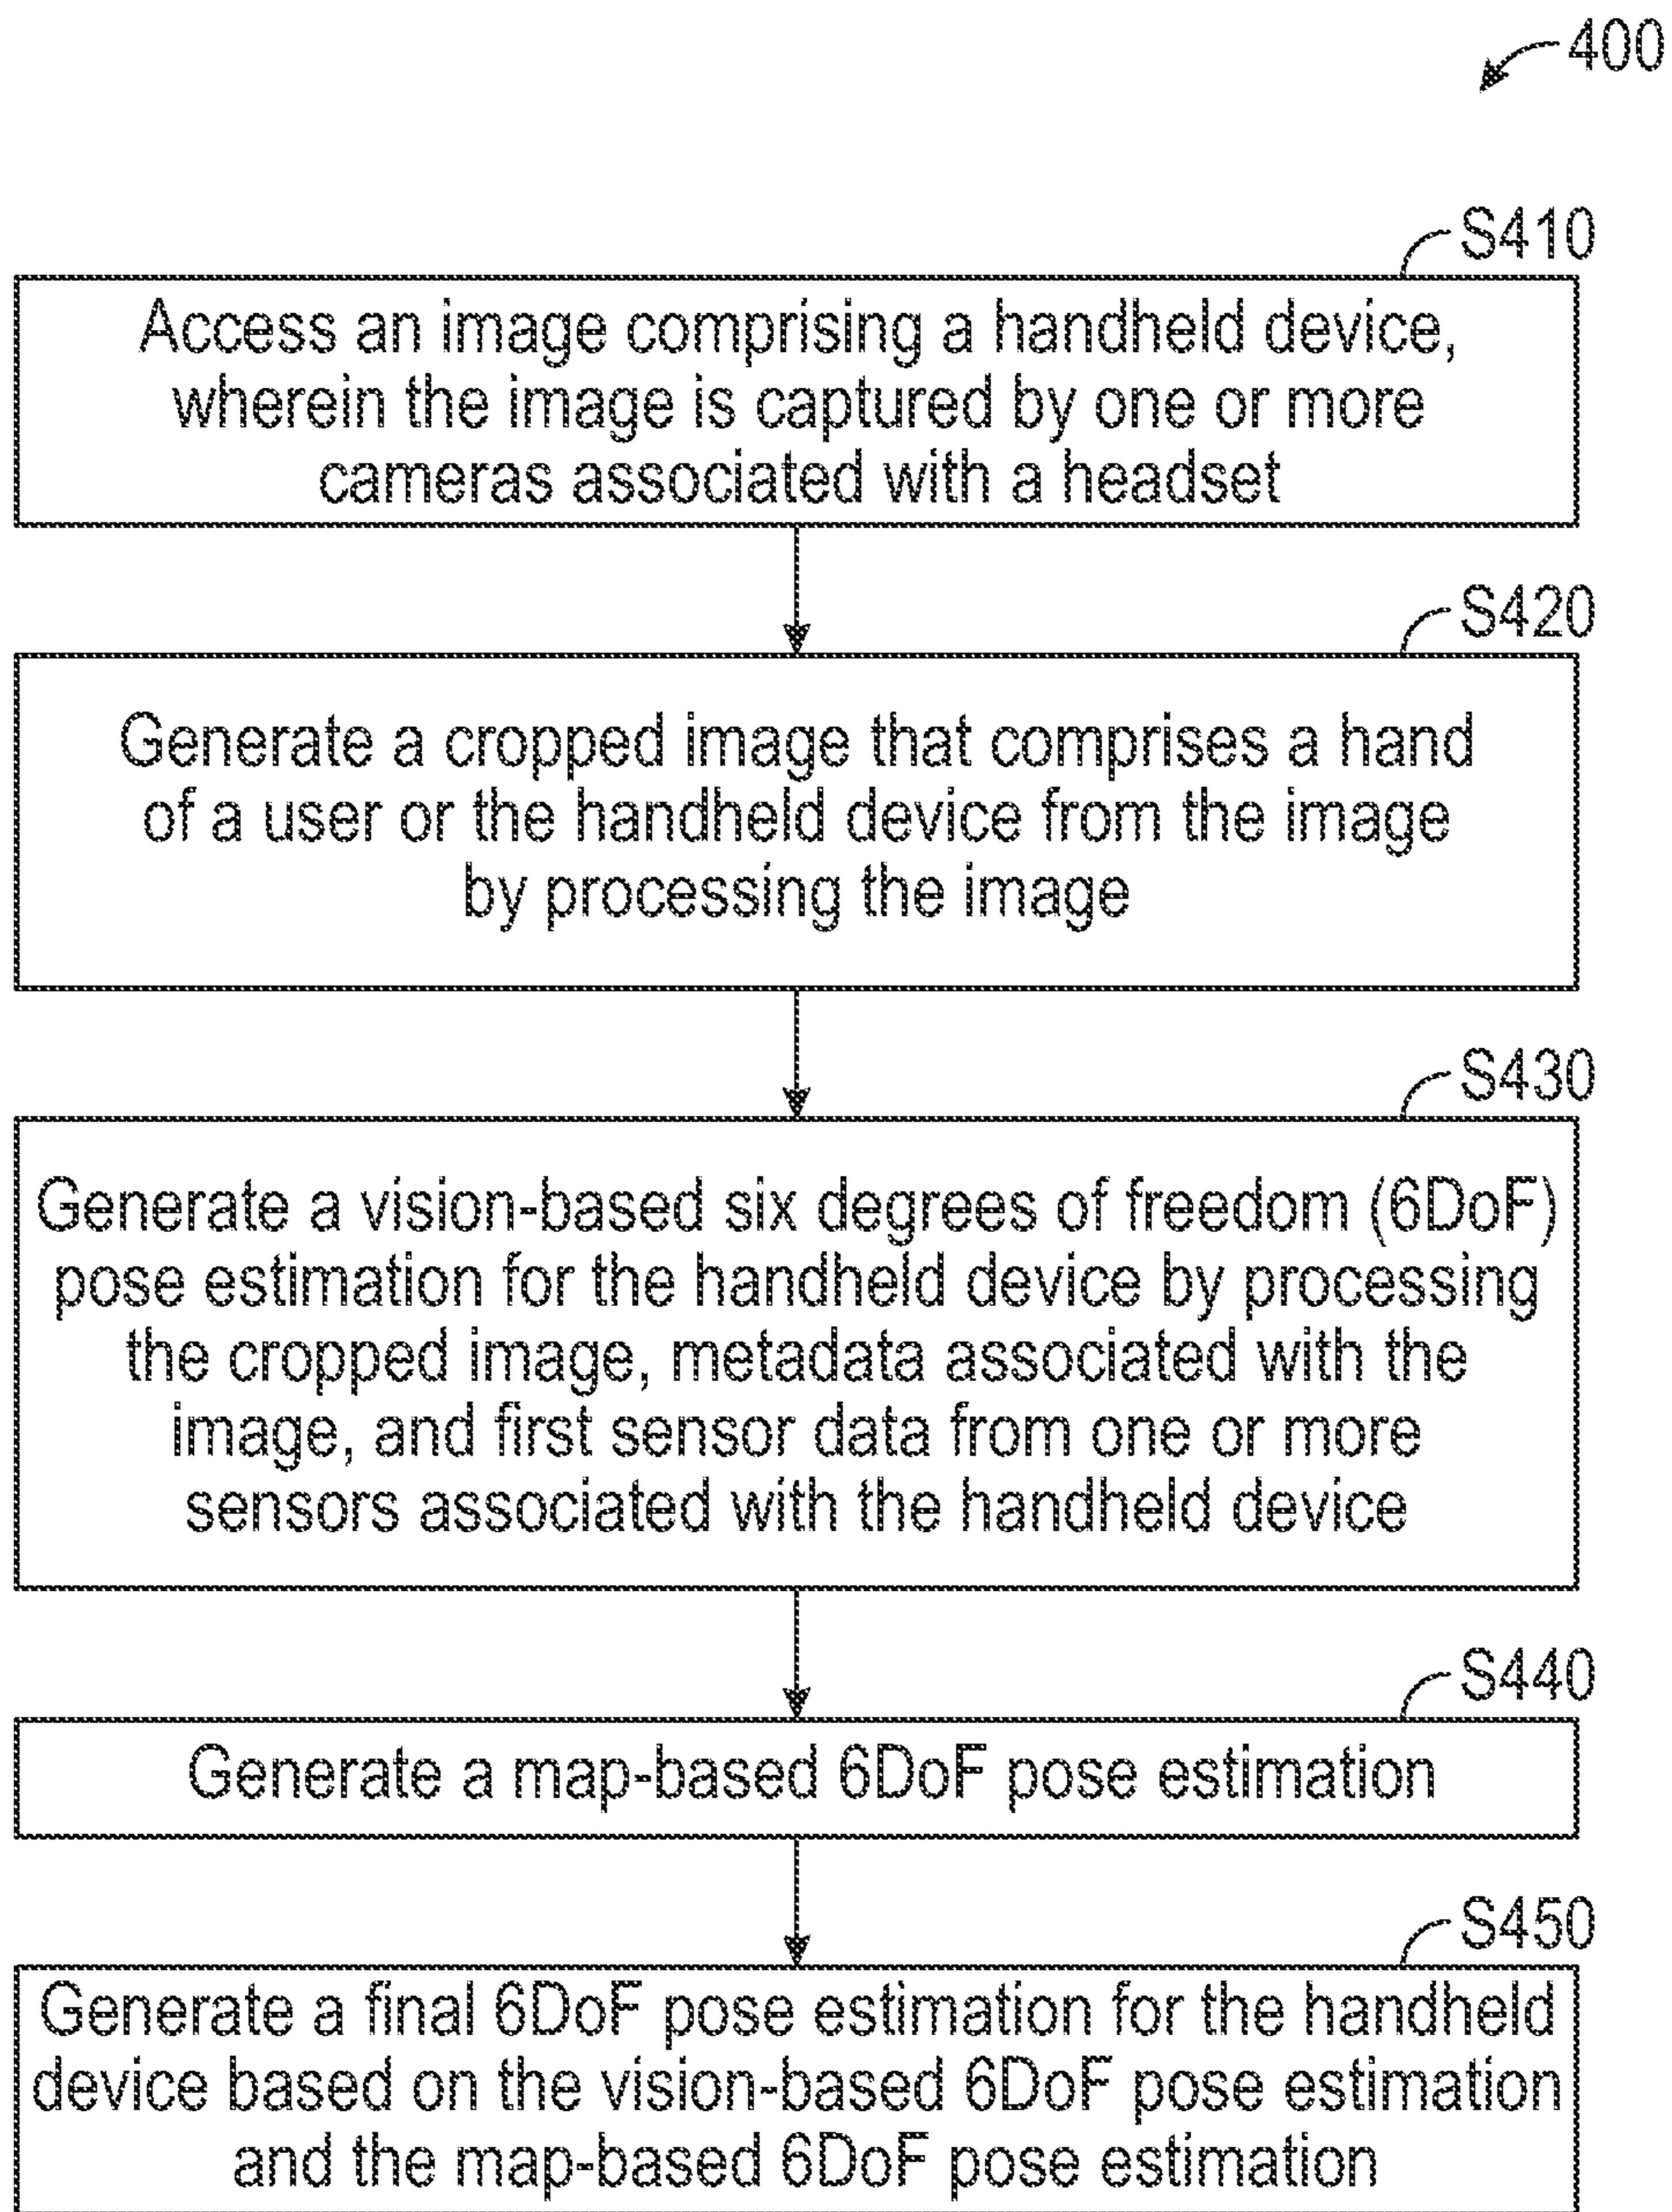 400
S410
Access an image comprising a handheld device,
wherein the image is captured by one or more
cameras associated with a headset
S420
Generate a cropped image that comprises a hand
of a user or the handheld device from the image
by processing the image
S430
Generate a vision-based six degrees of freedom (6DoF)
pose estimation for the handheld device by processing
the cropped image, metadata associated with the
image, and first sensor data from one or more
sensors associated with the handheld device
S440
Generate a map-based 6DoF pose estimation
S450
Generate a final 6DoF pose estimation for the handheld
device based on the vision-based 6DoF pose estimation
and the map-based 6DoF pose estimation